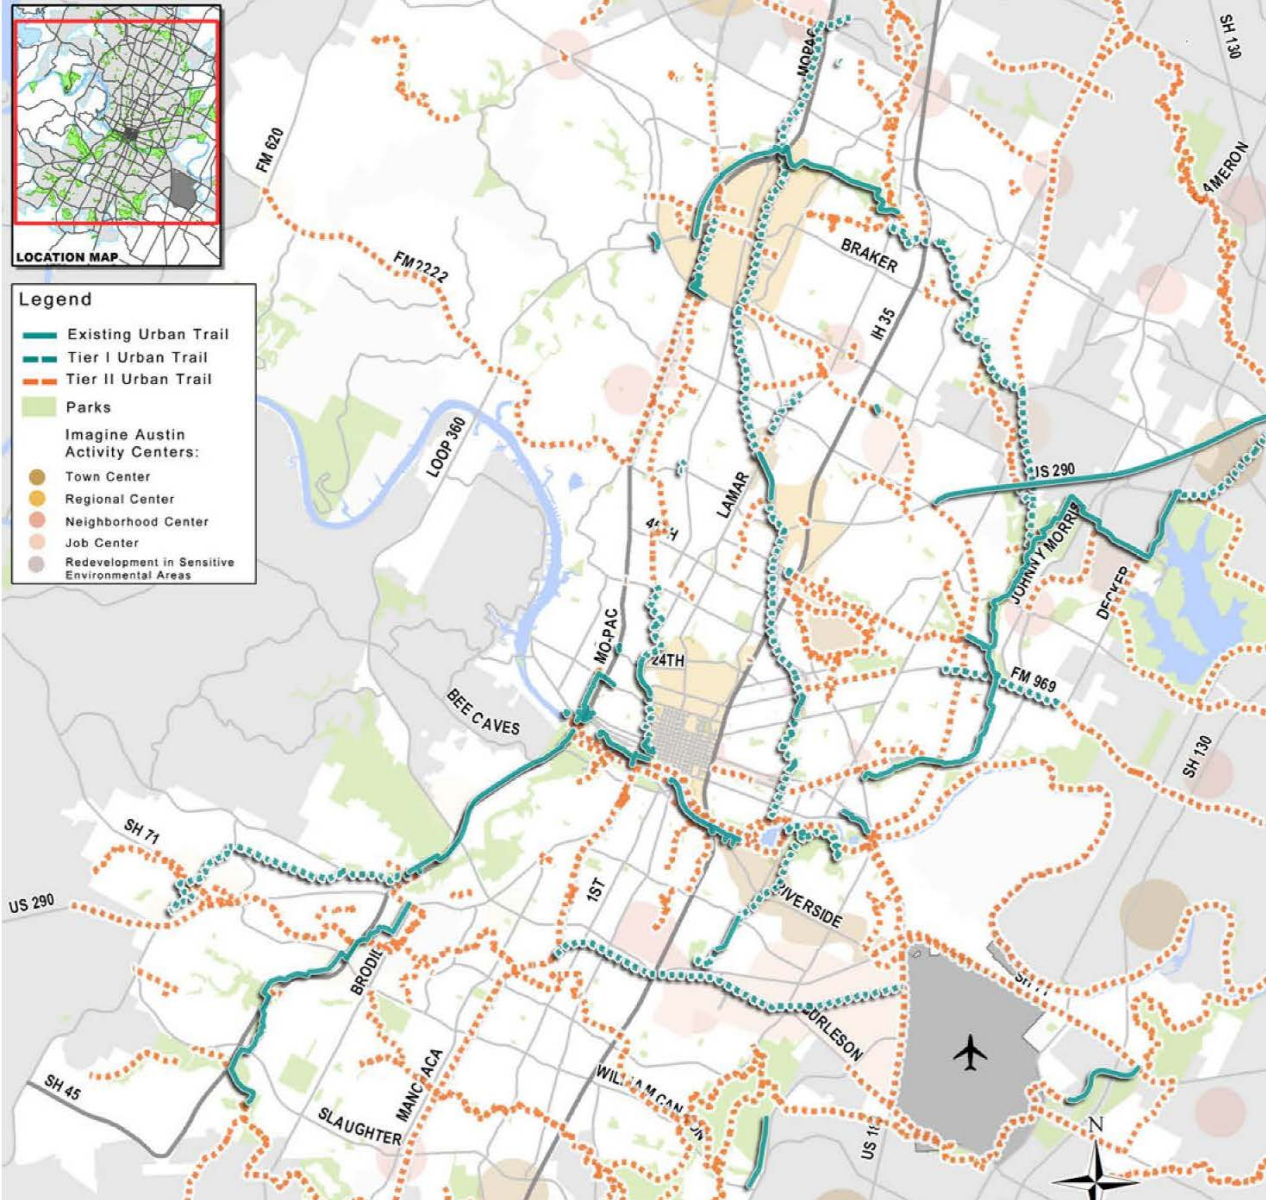 LOCATION MAP
Legend
Existing Urban Trail
Tier I Urban Trail
Tier II Urban Trail
Parks
Imagine Austin
Activity Centers:
Town Center
Regional Center
Neighborhood Center
Job Center
Redevelopment in Sensitive
Environmental Areas
MOPAC
SH 130
FM 620
FM2222
BRAKER
IH 35
LOOP 360
LAMAR
US 290
JOHNNY MORRIS
DECKER
MO-PAC
24TH
FM 969
BEE CAVES
SH 130
SH 71
US 290
1ST
RIVERSIDE
BRODIE
BURLESON
MANCHACA
SH 45
SLAUGHTER
N